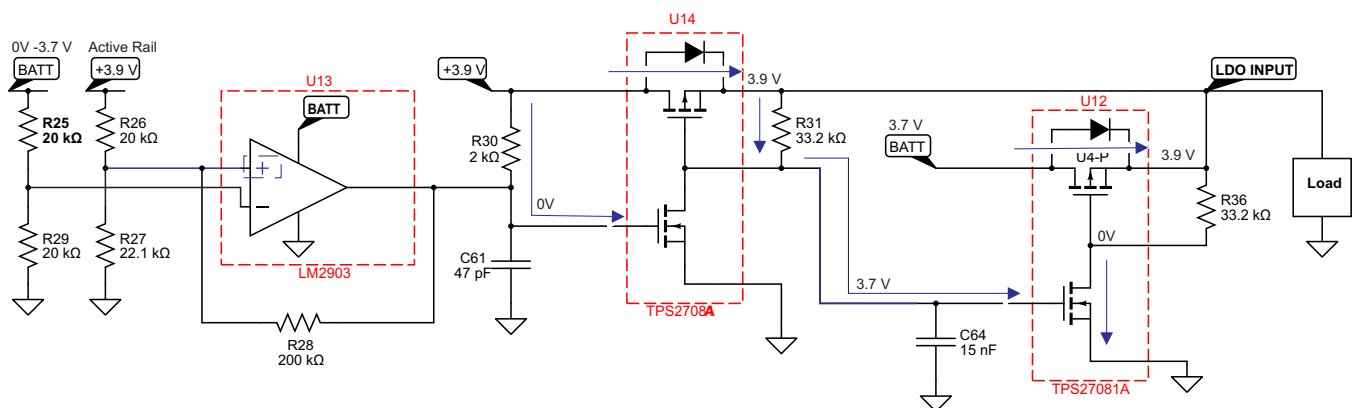 0V -3.7 V
BATT
Active Rail
+3.9 V
R25
20 kΩ
R26
20 kΩ
R29
20 kΩ
R27
22.1 kΩ
U13
BATT
+
−
LM2903
R28
200 kΩ
+3.9 V
R30
2 kΩ
0V
C61
47 pF
U14
3.9 V
TPS2708A
R31
33.2 kΩ
3.7 V
C64
15 nF
3.7 V
BATT
U12
U4-P
3.9 V
0V
TPS27081A
LDO INPUT
R36
33.2 kΩ
Load